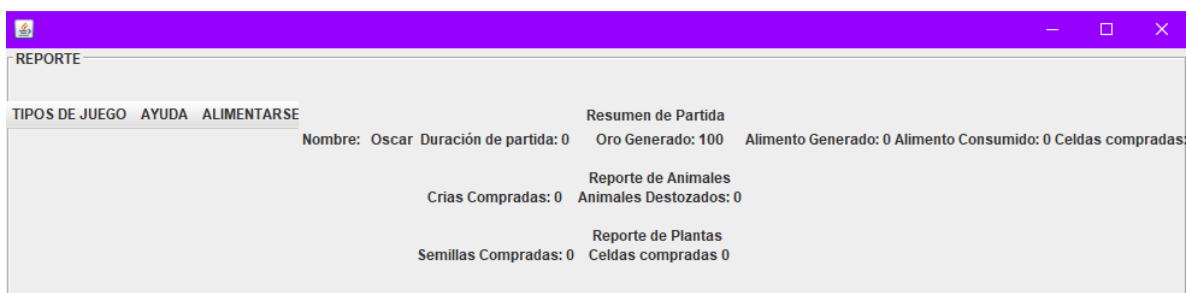 REPORTE
TIPOS DE JUEGO AYUDA ALIMENTARSE
Resumen de Partida
Nombre: Oscar Duración de partida: 0 Oro Generado: 100 Alimento Generado: 0 Alimento Consumido: 0 Celdas compradas:
Reporte de Animales
Crias Compradas: 0 Animales Destozados: 0
Reporte de Plantas
Semillas Compradas: 0 Celdas compradas 0